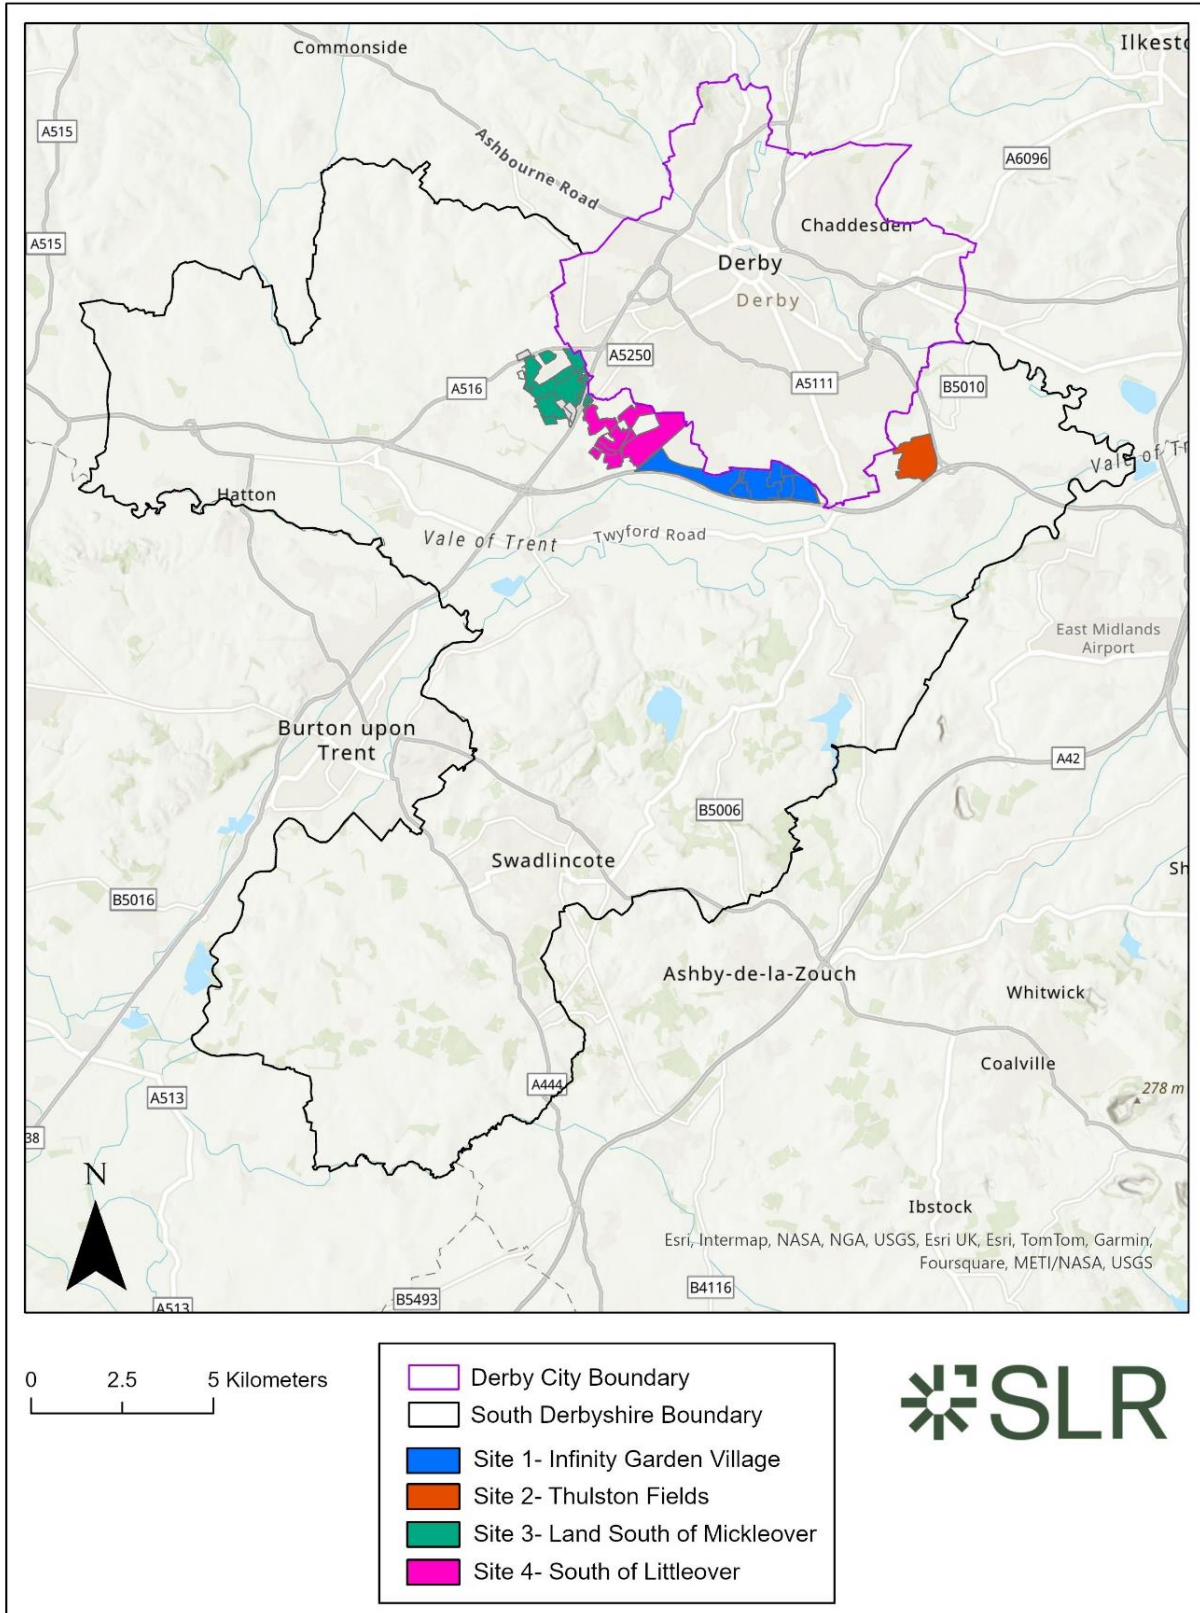 Commonside
Ilkesto
A515
Ashbourne Road
A6096
Chaddesden
A515
Derby
Derby
A5250
A516
A5111
B5010
Vale of Tr
Hatton
Vale of Trent
Twyford Road
East Midlands
Airport
Burton upon
Trent
A42
B5006
Swadlincote
Sh
B5016
Ashby-de-la-Zouch
Whitwick
Coalville
A444
278 m
A513
38
N
Ibstock
Esri, Intermap, NASA, NGA, USGS, Esri UK, Esri, TomTom, Garmin,
Foursquare, METI/NASA, USGS
B4116
B5493
A513
0 2.5 5 Kilometers
Derby City Boundary
South Derbyshire Boundary
Site 1- Infinity Garden Village
Site 2- Thulston Fields
Site 3- Land South of Mickleover
Site 4- South of Littleover
SLR